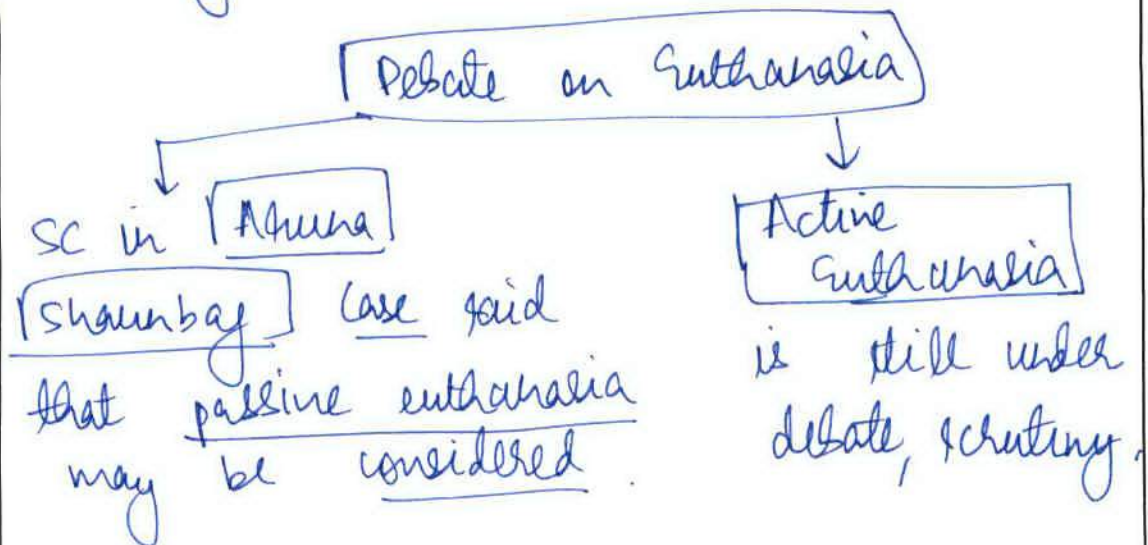 Debate on Euthanasia
SC in Aruna
Shaunbag case said
that passive euthanasia
may be considered.
Active
Euthanasia
is still under
debate, scrutiny.